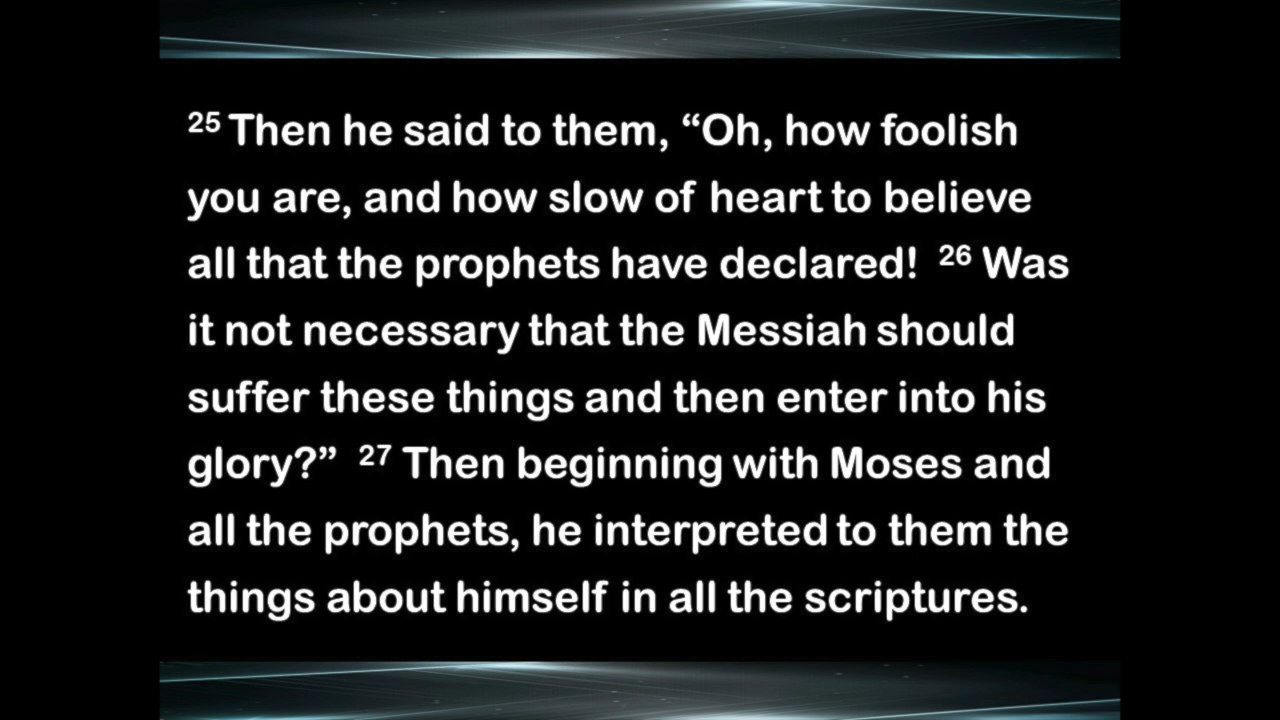 25 Then he said to them, “Oh, how foolish
you are, and how slow of heart to believe
all that the prophets have declared! 26 Was
it not necessary that the Messiah should
suffer these things and then enter into his
glory?” 27 Then beginning with Moses and
all the prophets, he interpreted to them the
things about himself in all the scriptures.